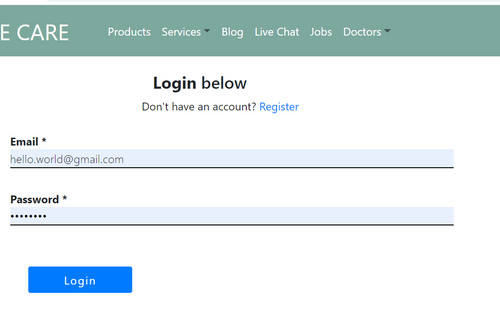 E CARE
Products Services Blog Live Chat Jobs Doctors
Login below
Don't have an account? Register
Email *
hello.world@gmail.com
Password *
••••••••
Login